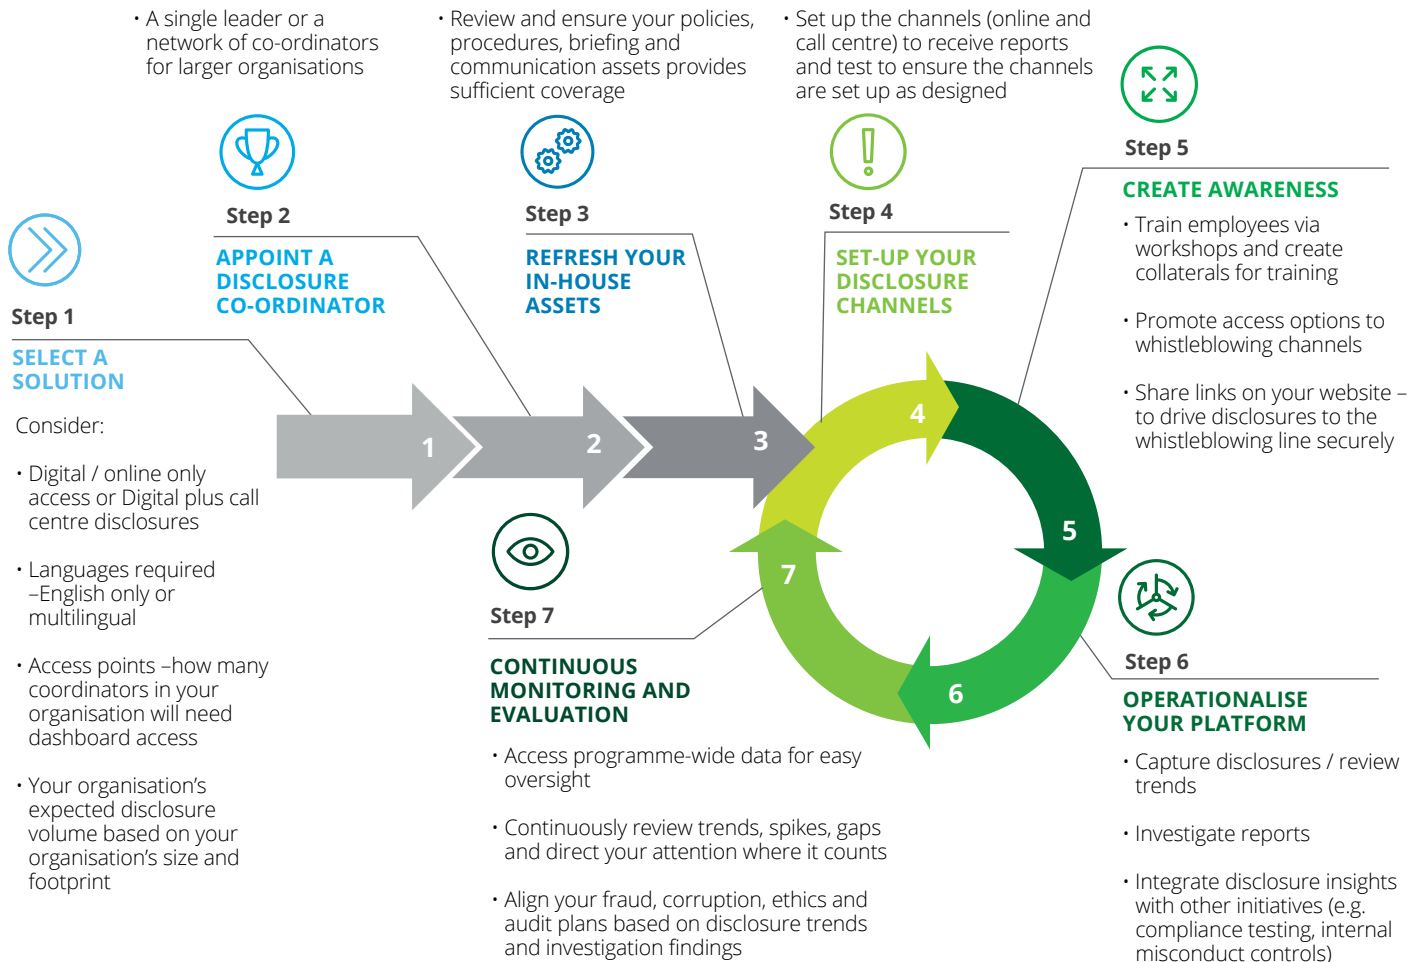 Step 1
SELECT A
SOLUTION
Consider:
• Digital / online only
access or Digital plus call
centre disclosures
• Languages required
–English only or
multilingual
• Access points –how many
coordinators in your
organisation will need
dashboard access
• Your organisation’s
expected disclosure
volume based on your
organisation’s size and
footprint
• A single leader or a
network of co-ordinators
for larger organisations
Step 2
APPOINT A
DISCLOSURE
CO-ORDINATOR
• Review and ensure your policies,
procedures, briefing and
communication assets provides
sufficient coverage
Step 3
REFRESH YOUR
IN-HOUSE
ASSETS
• Set up the channels (online and
call centre) to receive reports
and test to ensure the channels
are set up as designed
Step 4
SET-UP YOUR
DISCLOSURE
CHANNELS
Step 5
CREATE AWARENESS
• Train employees via
workshops and create
collaterals for training
• Promote access options to
whistleblowing channels
• Share links on your website –
to drive disclosures to the
whistleblowing line securely
1
2
3
4
5
6
7
Step 6
OPERATIONALISE
YOUR PLATFORM
• Capture disclosures / review
trends
• Investigate reports
• Integrate disclosure insights
with other initiatives (e.g.
compliance testing, internal
misconduct controls)
Step 7
CONTINUOUS
MONITORING AND
EVALUATION
• Access programme-wide data for easy
oversight
• Continuously review trends, spikes, gaps
and direct your attention where it counts
• Align your fraud, corruption, ethics and
audit plans based on disclosure trends
and investigation findings